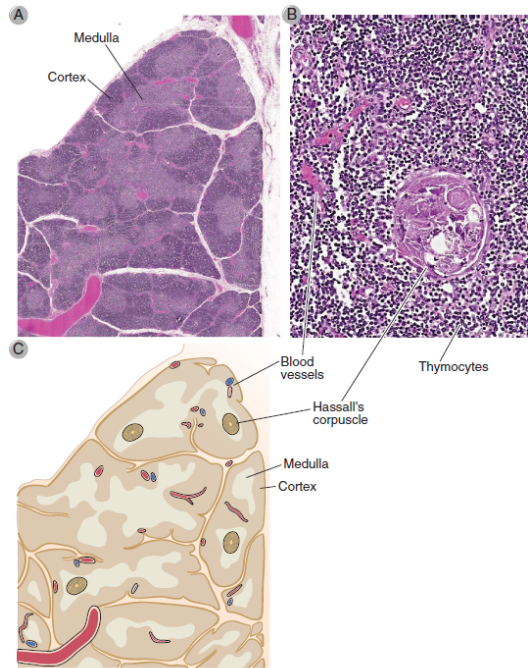 A
B
Medulla
Cortex
C
Blood
vessels
Thymocytes
Hassall's
corpuscle
Medulla
Cortex